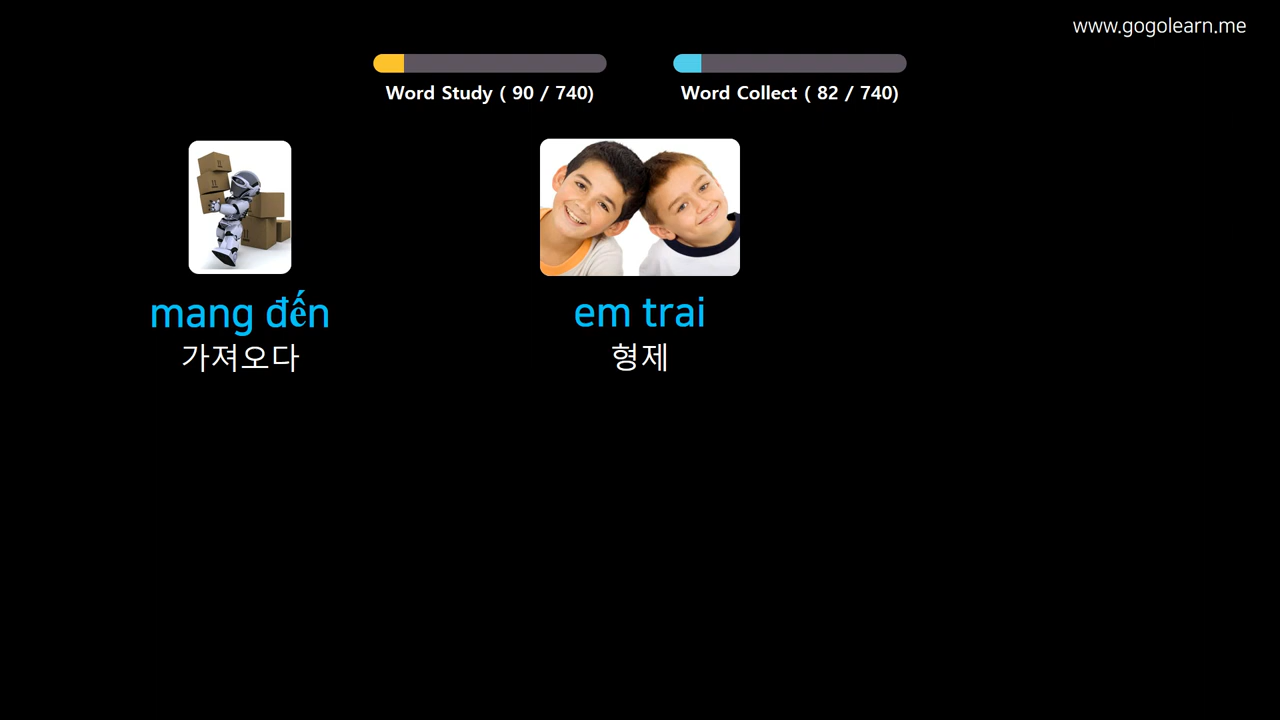 www.gogolearn.me
Word Study ( 90 / 740)
Word Collect ( 82 / 740)
mang đến
가져오다
em trai
형제